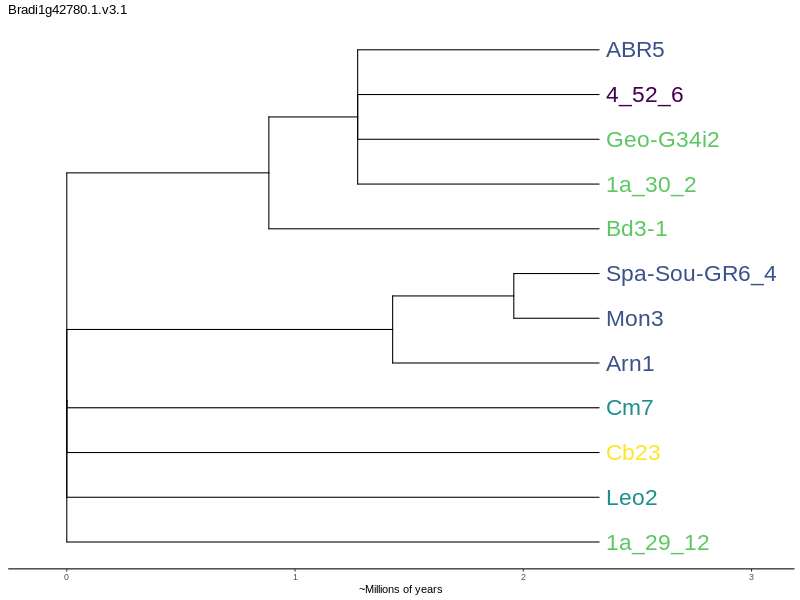 Bradi1g42780.1.v3.1
ABR5
4_52_6
Geo-G34i2
1a_30_2
Bd3-1
Spa-Sou-GR6_4
Mon3
Arn1
Cm7
Cb23
Leo2
1a_29_12
0 1 2 3
~Millions of years